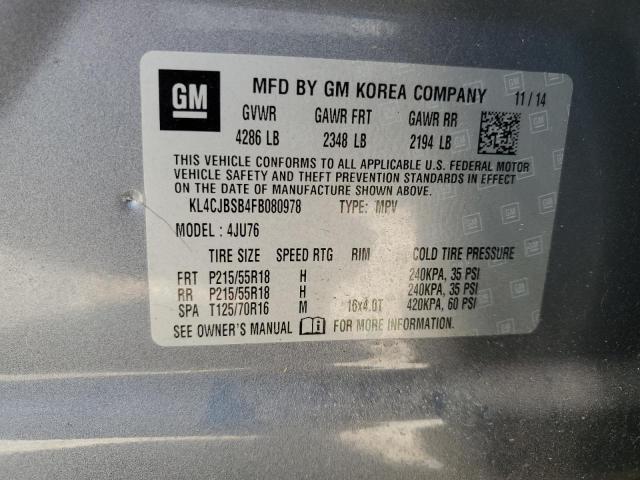 GM
MFD BY GM KOREA COMPANY 11/14
GVWR GAWR FRT GAWR RR
4286 LB 2348 LB 2194 LB
THIS VEHICLE CONFORMS TO ALL APPLICABLE U.S. FEDERAL MOTOR
VEHICLE SAFETY AND THEFT PREVENTION STANDARDS IN EFFECT ON THE
DATE OF MANUFACTURE SHOWN ABOVE.
KL4CJBSB4FB080978 TYPE: MPV
MODEL: 4JU76
TIRE SIZE SPEED RTG RIM COLD TIRE PRESSURE
FRT P215/55R18 H 240KPA, 35 PSI
RR P215/55R18 H 240KPA, 35 PSI
SPA T125/70R16 M 16x4.0T 420KPA, 60 PSI
SEE OWNER'S MANUAL FOR MORE INFORMATION.